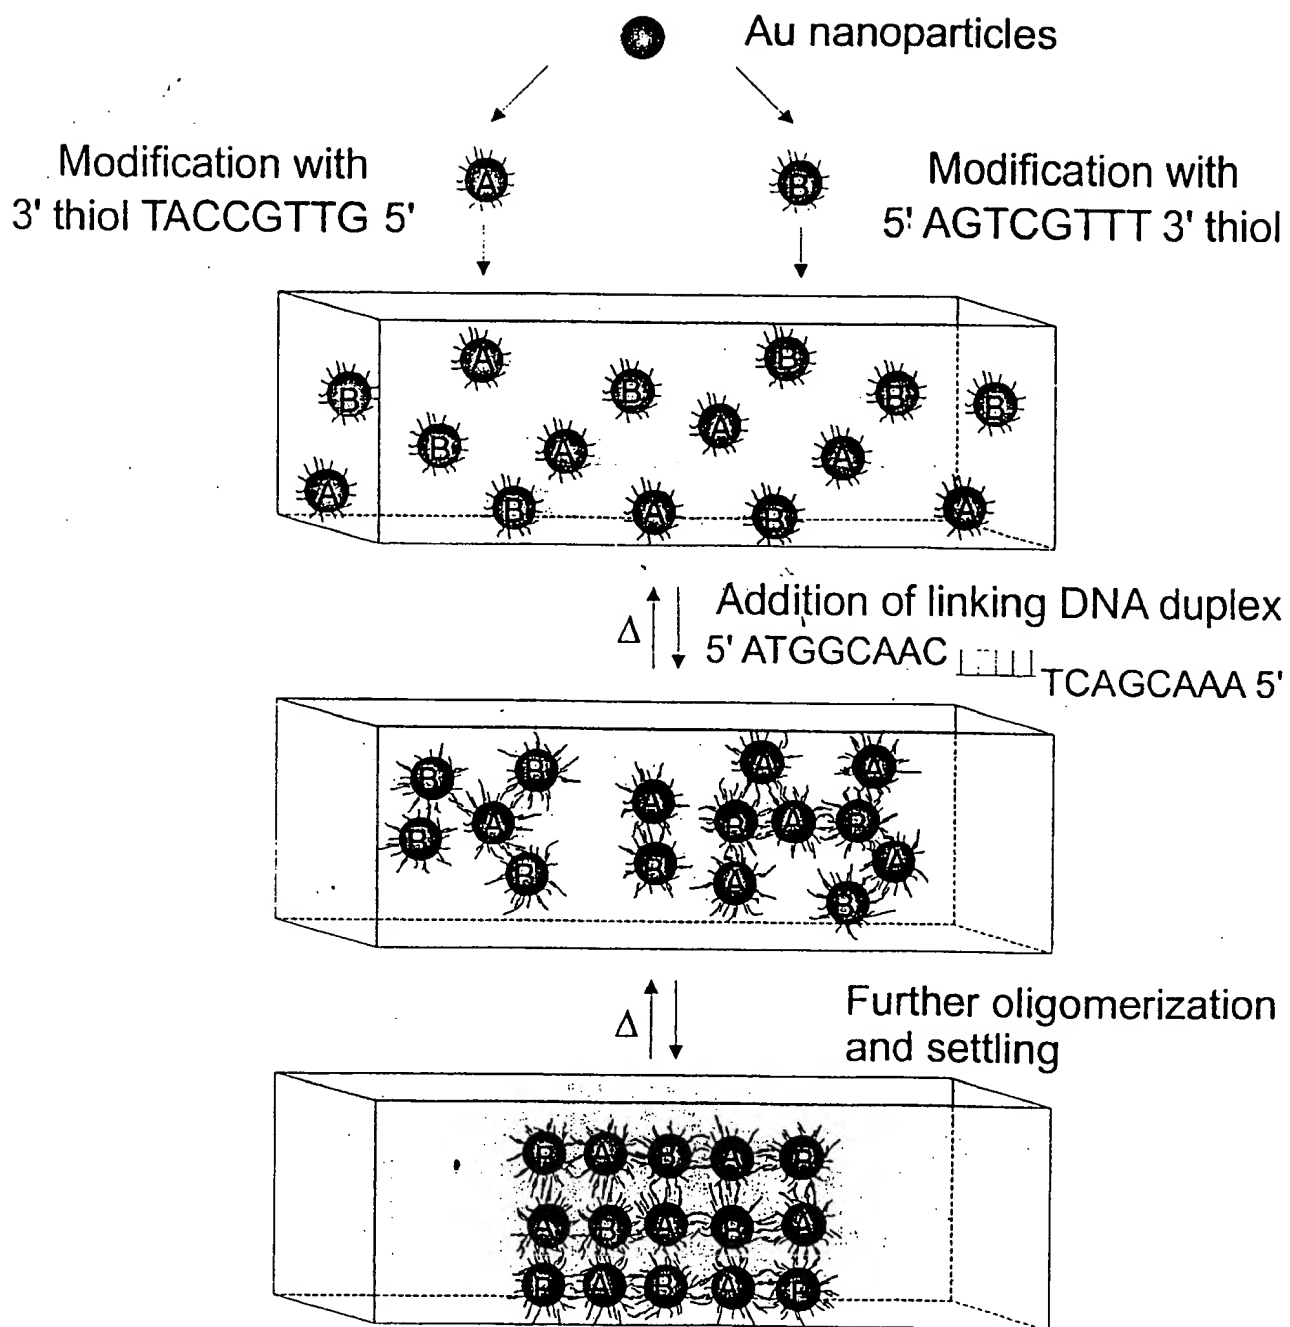 Au nanoparticles
Modification with
3' thiol TACCGTTG 5'
A
B
Modification with
5' AGTCGTTT 3' thiol
A
B
B
B
B
B
A
B
A
A
A
B
A
B
A
Δ
Addition of linking DNA duplex
5' ATGGCAAC
TCAGCAAA 5'
B
B
A
A
A
B
A
B
A
B
B
B
A
A
B
B
Δ
Further oligomerization
and settling
B A B A B
A B A B A
B A B A B